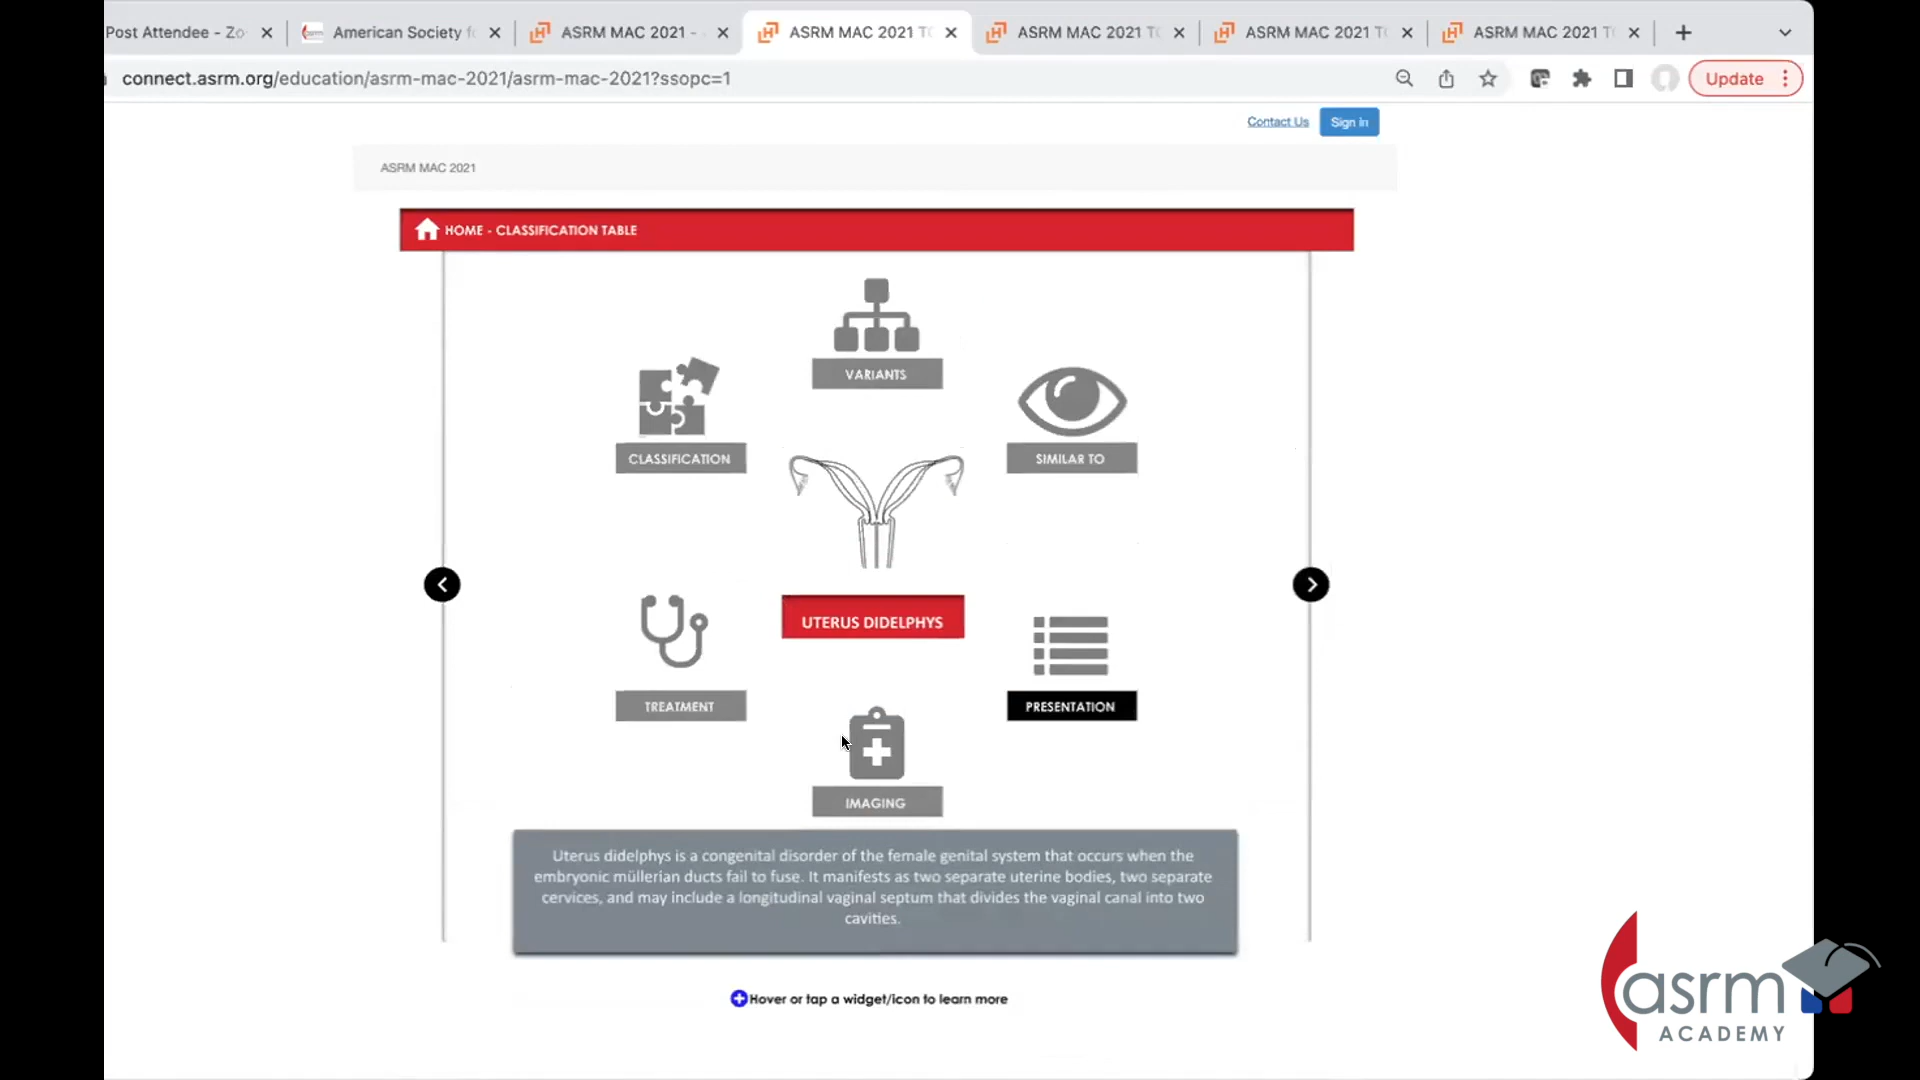 Post Attendee - Zo
American Society f
ASRM MAC 2021 -
ASRM MAC 2021 T
ASRM MAC 2021 T
ASRM MAC 2021 T
ASRM MAC 2021 T
connect.asrm.org/education/asrm-mac-2021/asrm-mac-2021?ssopc=1
Update
Contact Us
Sign in
ASRM MAC 2021
HOME - CLASSIFICATION TABLE
VARIANTS
CLASSIFICATION
SIMILAR TO
UTERUS DIDELPHYS
TREATMENT
PRESENTATION
IMAGING
Uterus didelphys is a congenital disorder of the female genital system that occurs when the
embryonic müllerian ducts fail to fuse. It manifests as two separate uterine bodies, two separate
cervices, and may include a longitudinal vaginal septum that divides the vaginal canal into two
cavities.
Hover or tap a widget/icon to learn more
asrm
ACADEMY